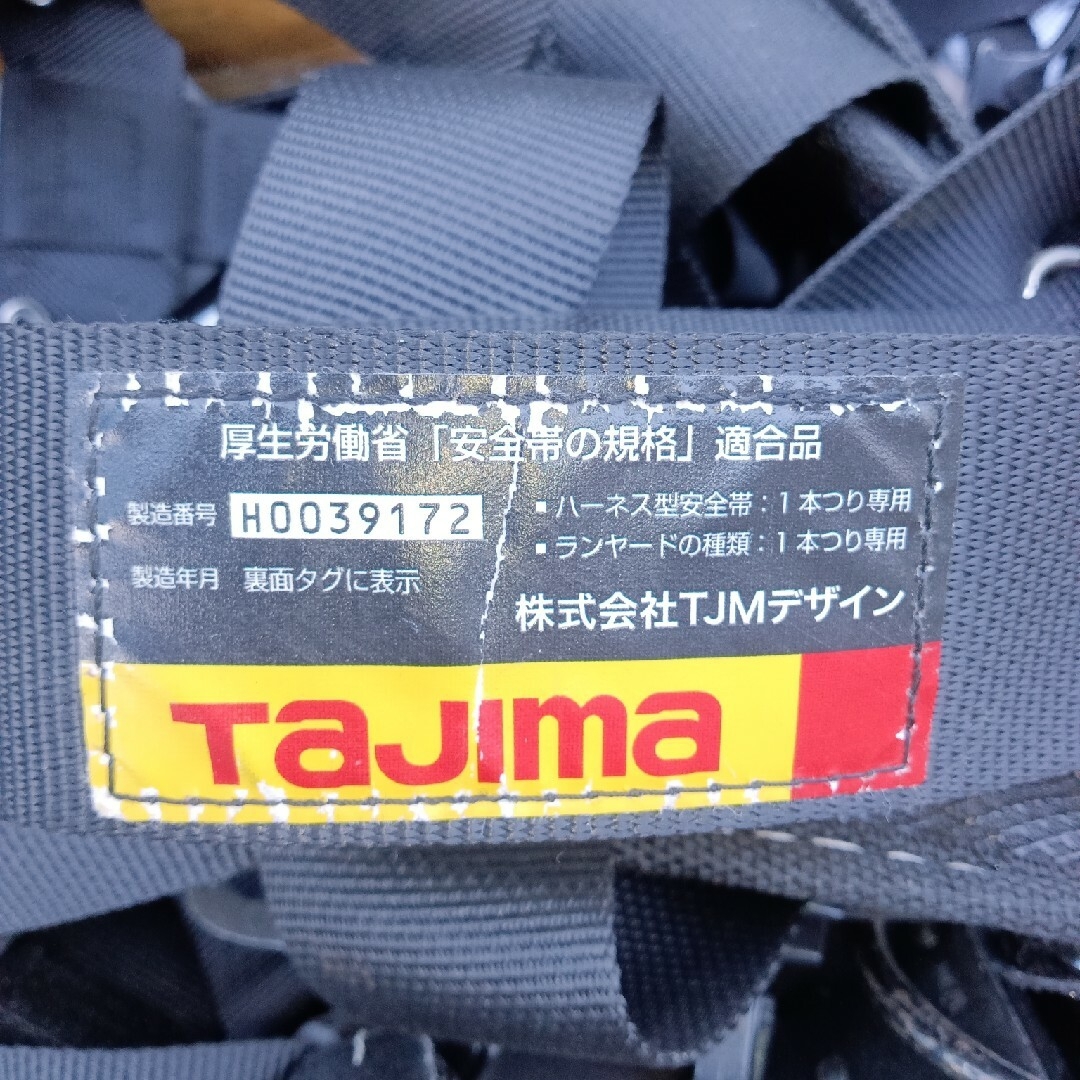 厚生労働省「安全帯の規格」適合品
製造番号 H0039172
製造年月 裏面タグに表示
▪ハーネス型安全帯:1本つり専用
▪ランヤードの種類:1本つり専用
株式会社TJMデザイン
TaJima